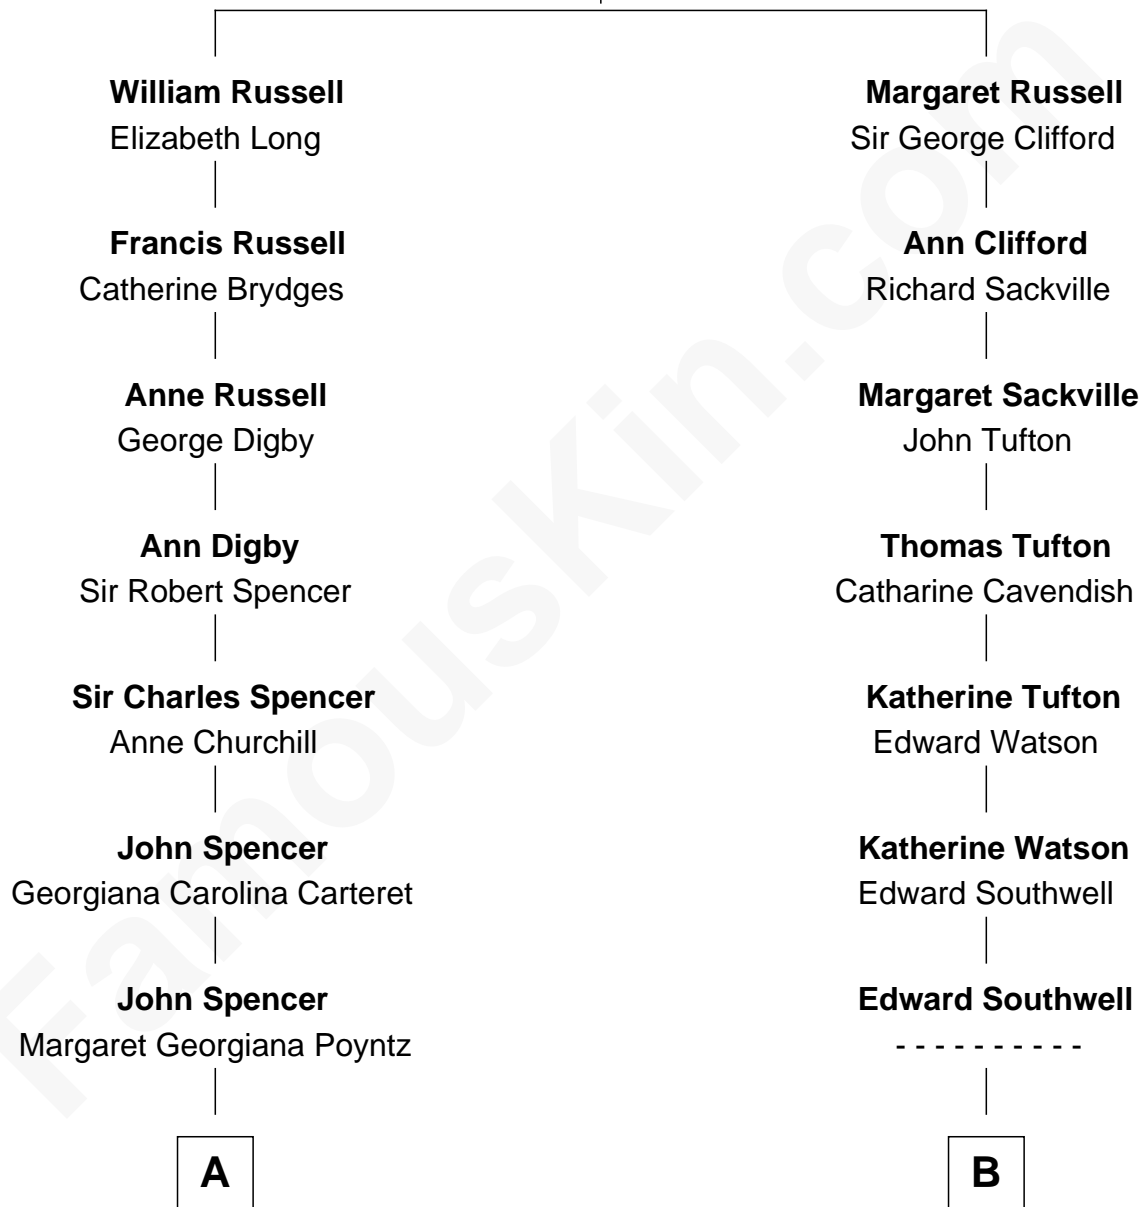 William Russell
Elizabeth Long
Francis Russell
Catherine Brydges
Anne Russell
George Digby
Ann Digby
Sir Robert Spencer
Sir Charles Spencer
Anne Churchill
John Spencer
Georgiana Carolina Carteret
John Spencer
Margaret Georgiana Poyntz
A
Margaret Russell
Sir George Clifford
Ann Clifford
Richard Sackville
Margaret Sackville
John Tufton
Thomas Tufton
Catharine Cavendish
Katherine Tufton
Edward Watson
Katherine Watson
Edward Southwell
Edward Southwell
- - - - - - - - - -
B
FamousKin.com